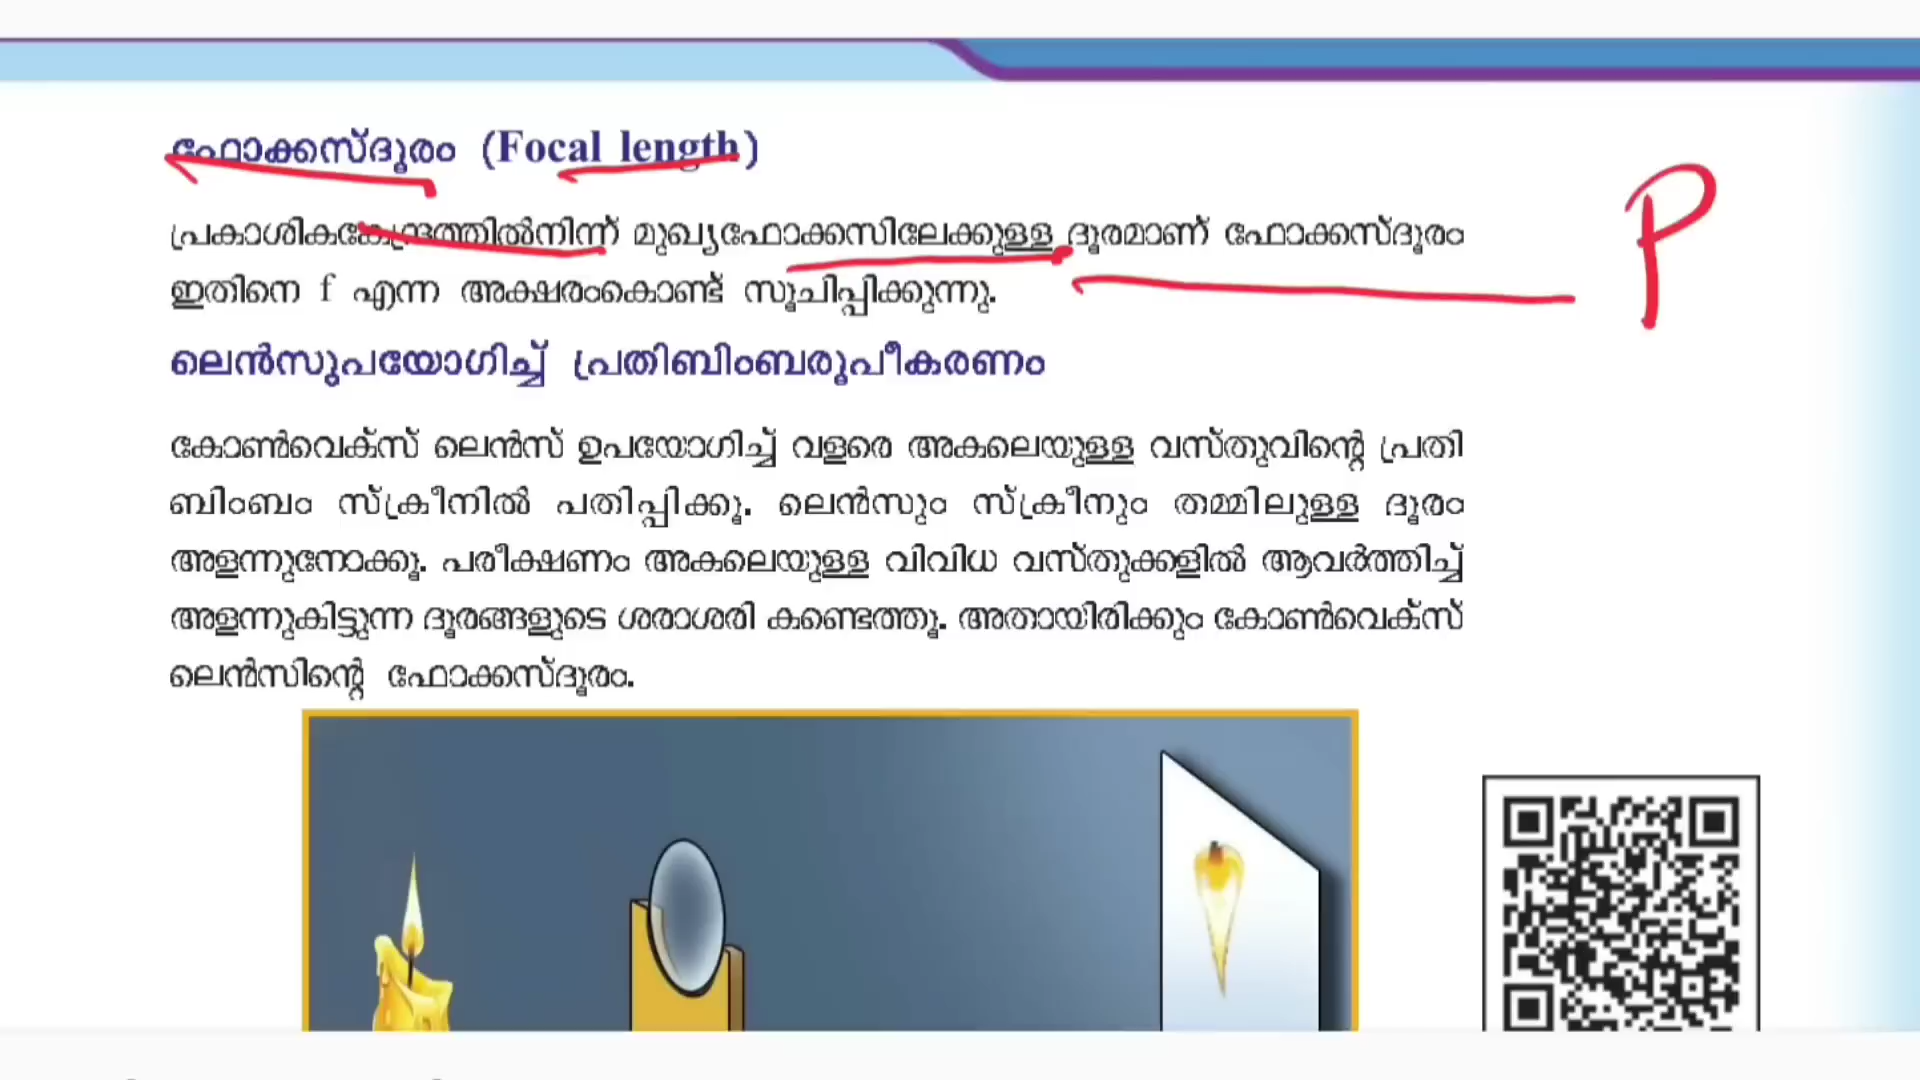 ഫോക്കസ്ദൂരം (Focal length)
പ്രകാശികകേന്ദ്രത്തിൽനിന്ന് മുഖ്യഫോക്കസിലേക്കുള്ള ദൂരമാണ് ഫോക്കസ്ദൂരം
P
ഇതിനെ f എന്ന അക്ഷരംകൊണ്ട് സൂചിപ്പിക്കുന്നു.
ലെൻസുപയോഗിച്ച് പ്രതിബിംബരൂപീകരണം
കോൺവെക്സ് ലെൻസ് ഉപയോഗിച്ച് വളരെ അകലെയുള്ള വസ്തുവിന്റെ പ്രതി
ബിംബം സ്ക്രീനിൽ പതിപ്പിക്കൂ. ലെൻസും സ്ക്രീനും തമ്മിലുള്ള ദൂരം
അളന്നുനോക്കൂ. പരീക്ഷണം അകലെയുള്ള വിവിധ വസ്തുക്കളിൽ ആവർത്തിച്ച്
അളന്നുകിട്ടുന്ന ദൂരങ്ങളുടെ ശരാശരി കണ്ടെത്തൂ. അതായിരിക്കും കോൺവെക്സ്
ലെൻസിന്റെ ഫോക്കസ്ദൂരം.